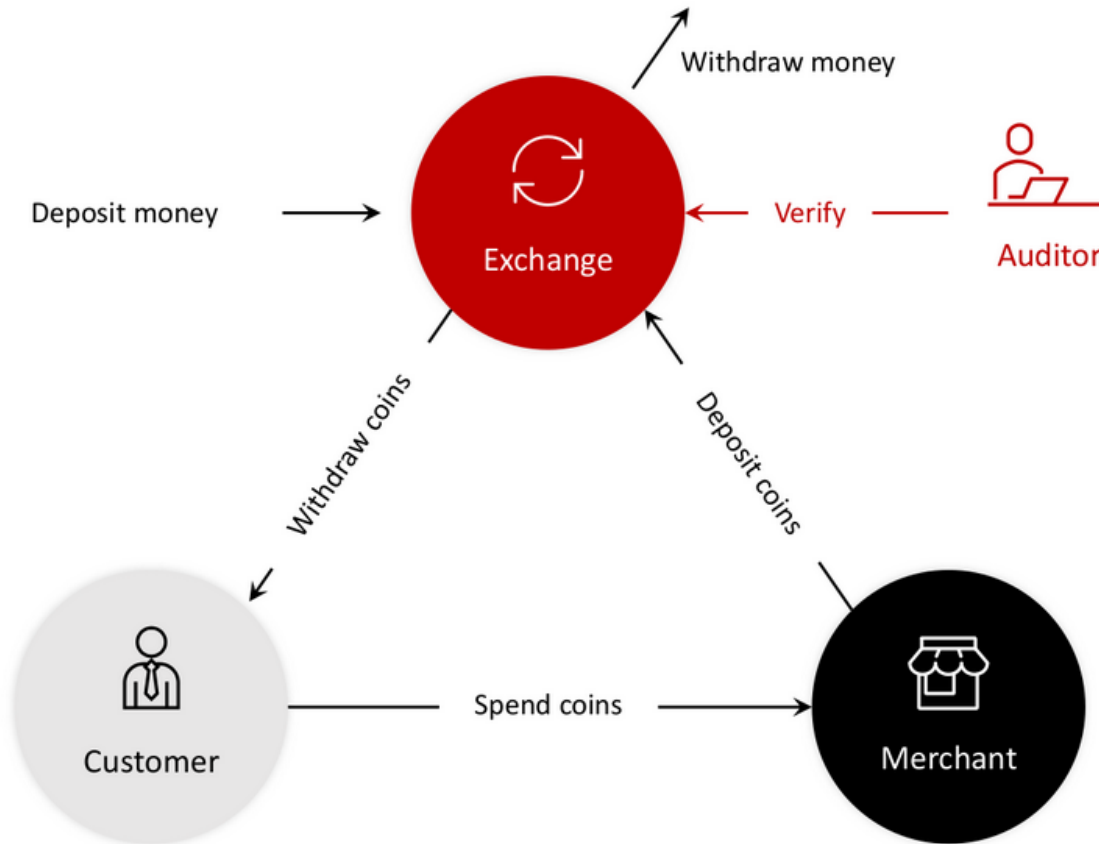 Withdraw money
Deposit money
Verify
Exchange
Auditor
Withdraw coins
Deposit coins
Spend coins
Customer
Merchant